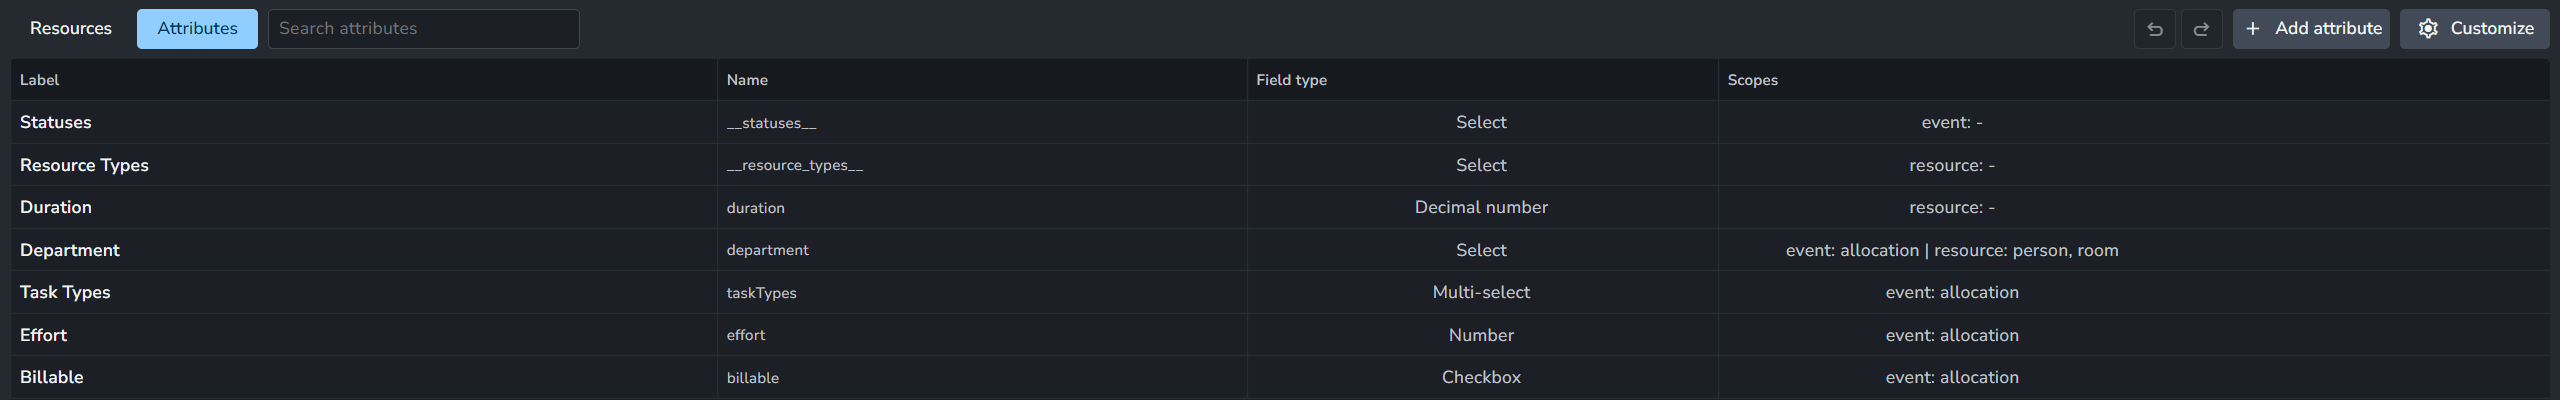 Resources Attributes Search attributes Add attribute Customize
Label Name Field type Scopes
Statuses __statuses__ Select event: -
Resource Types __resource_types__ Select resource: -
Duration duration Decimal number resource: -
Department department Select event: allocation | resource: person, room
Task Types taskTypes Multi-select event: allocation
Effort effort Number event: allocation
Billable billable Checkbox event: allocation